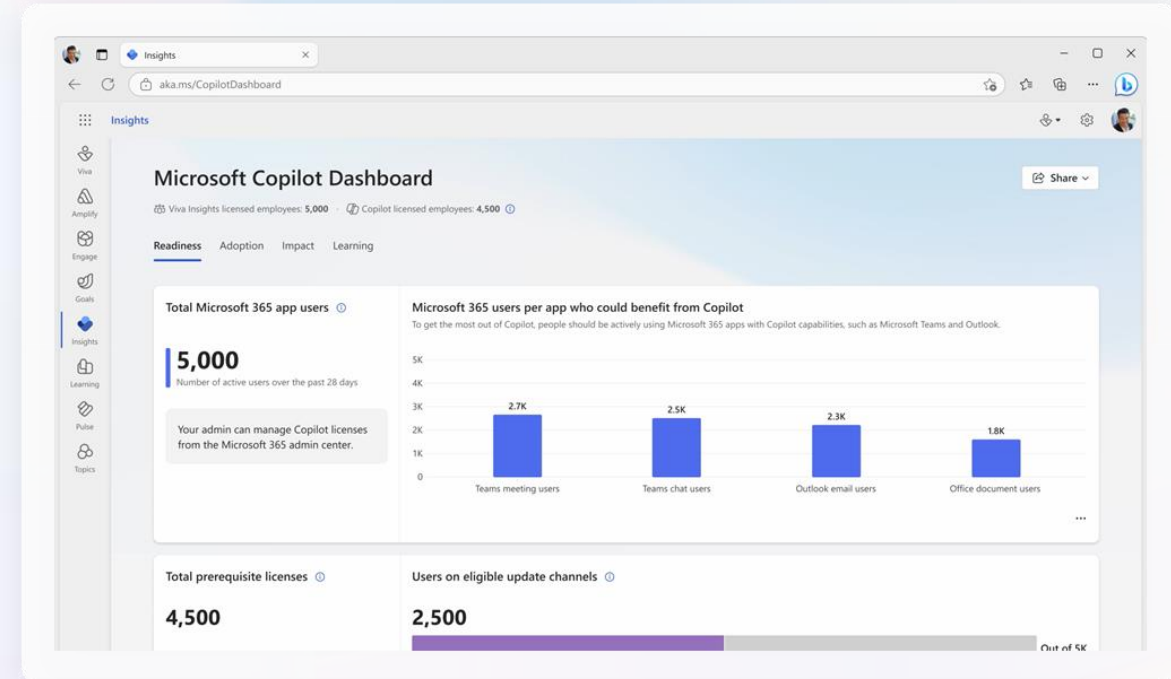 Insights
aka.ms/CopilotDashboard
Insights
Viva
Amplify
Engage
Goals
Insights
Learning
Pulse
Topics
Microsoft Copilot Dashboard
Share
Viva Insights licensed employees: 5,000 · Copilot licensed employees: 4,500
Readiness Adoption Impact Learning
Total Microsoft 365 app users
5,000
Number of active users over the past 28 days
Your admin can manage Copilot licenses
from the Microsoft 365 admin center.
Microsoft 365 users per app who could benefit from Copilot
To get the most out of Copilot, people should be actively using Microsoft 365 apps with Copilot capabilities, such as Microsoft Teams and Outlook.
5K
4K
3K
2K
1K
0
2.7K
2.5K
2.3K
1.8K
Teams meeting users
Teams chat users
Outlook email users
Office document users
Total prerequisite licenses
4,500
Users on eligible update channels
2,500
Out of 5K